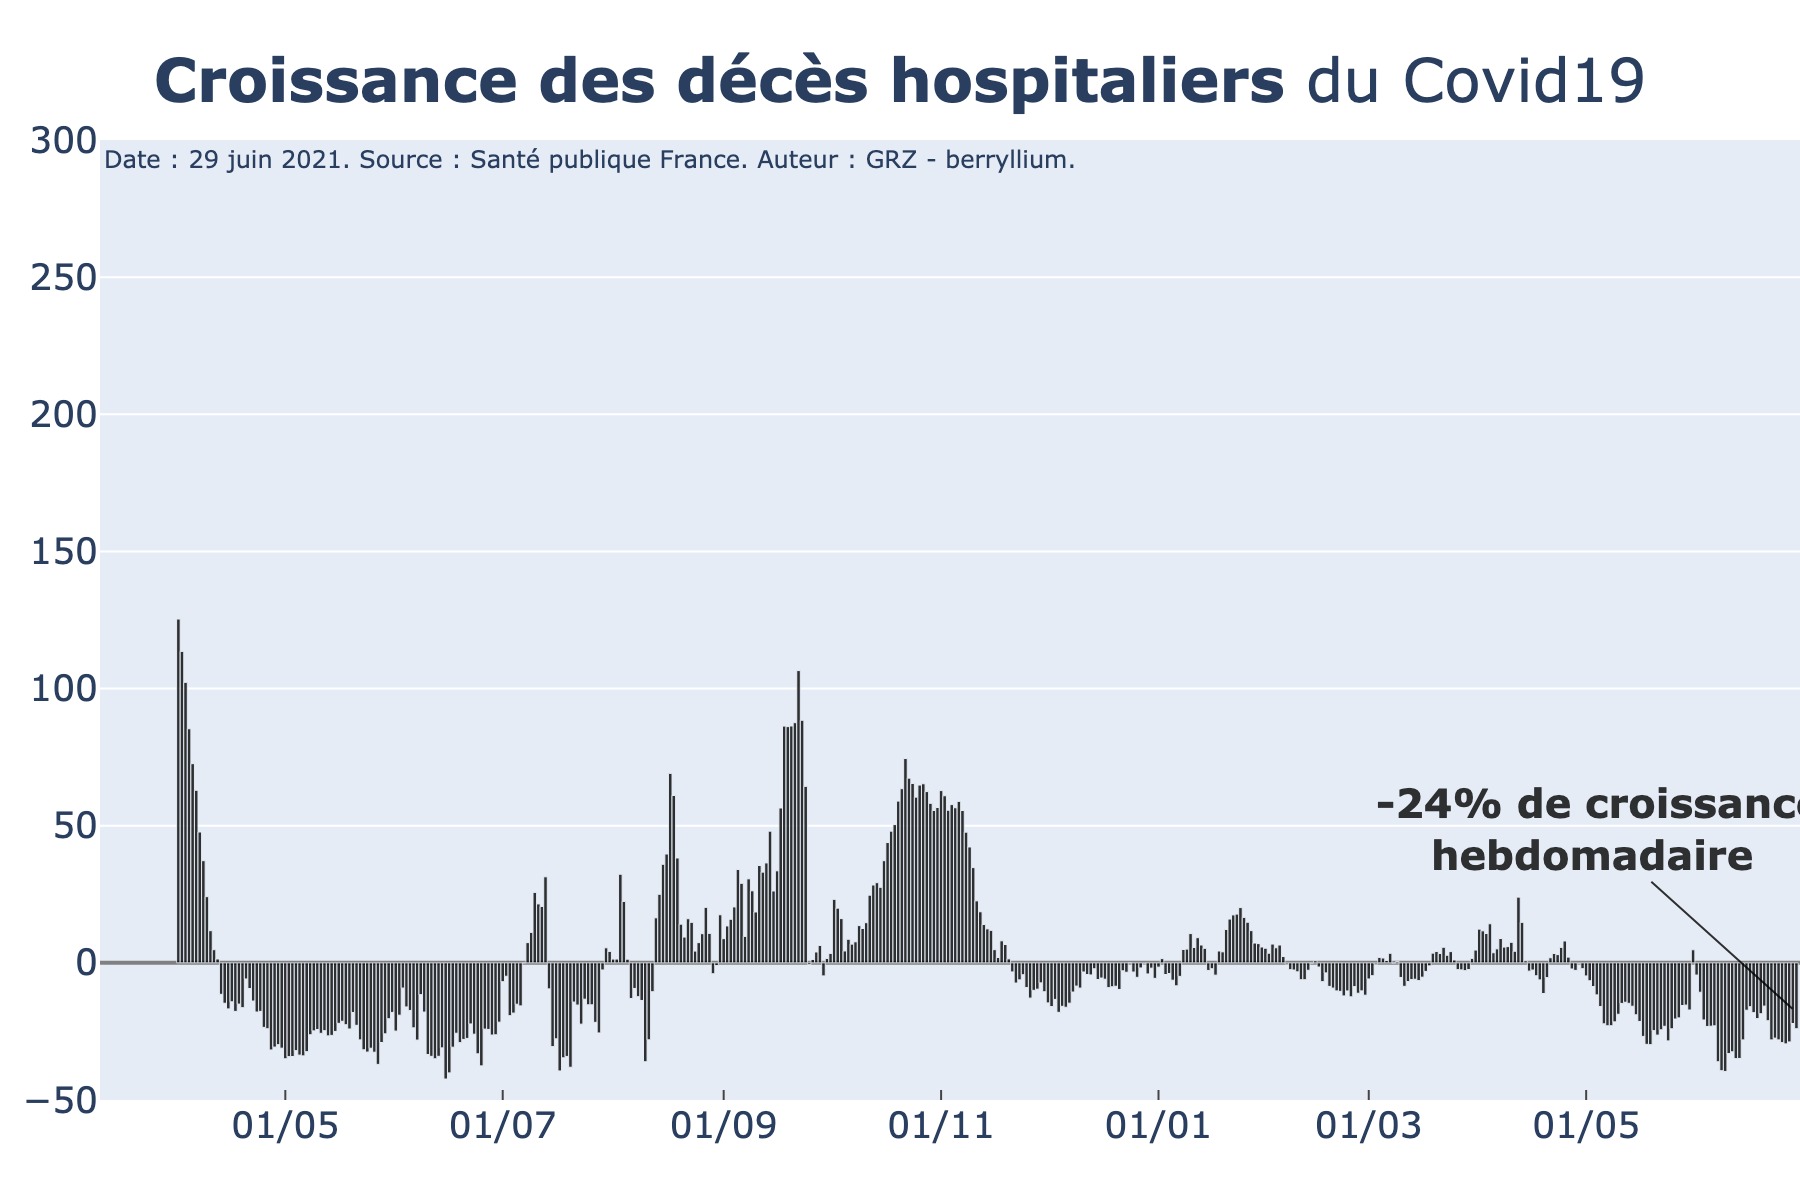 Croissance des décès hospitaliers du Covid19
Date : 29 juin 2021. Source : Santé publique France. Auteur : GRZ - berryllium.
300
250
200
150
100
50
0
−50
-24% de croissance
hebdomadaire
01/05 01/07 01/09 01/11 01/01 01/03 01/05